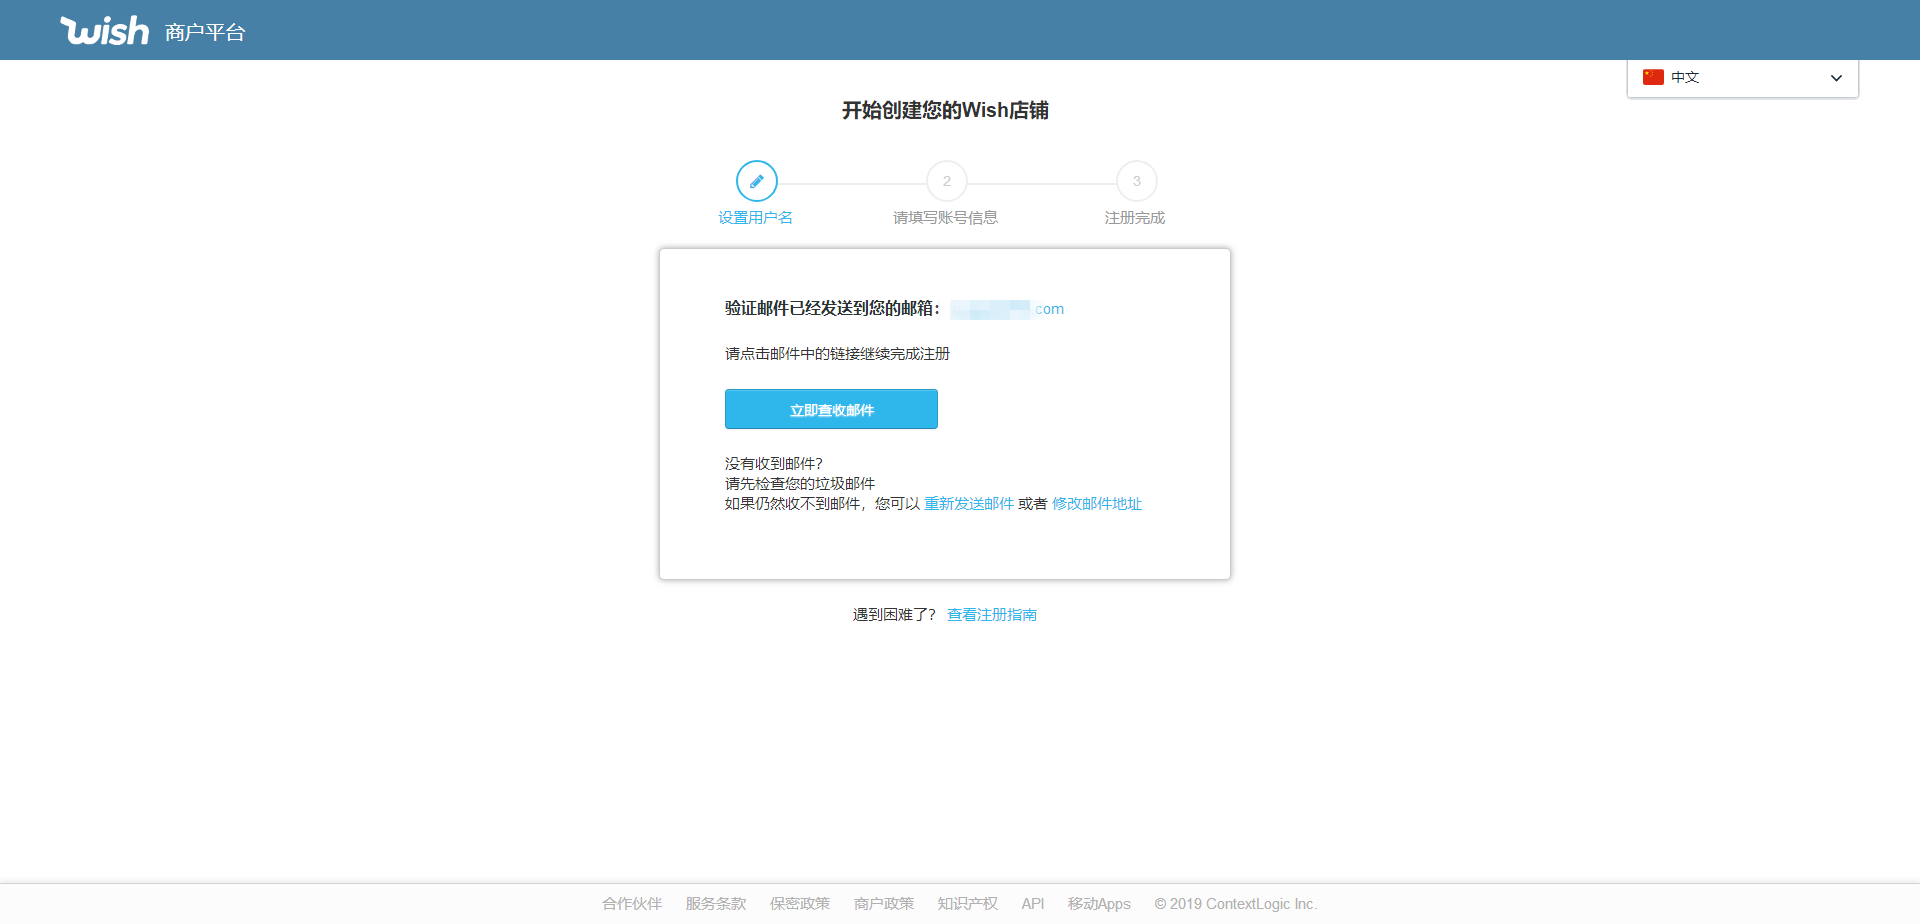 wish 商户平台
中文
开始创建您的Wish店铺
2
3
设置用户名
请填写账号信息
注册完成
验证邮件已经发送到您的邮箱： .com
请点击邮件中的链接继续完成注册
立即查收邮件
没有收到邮件?
请先检查您的垃圾邮件
如果仍然收不到邮件，您可以 重新发送邮件 或者 修改邮件地址
遇到困难了? 查看注册指南
合作伙伴 服务条款 保密政策 商户政策 知识产权 API 移动Apps © 2019 ContextLogic Inc.